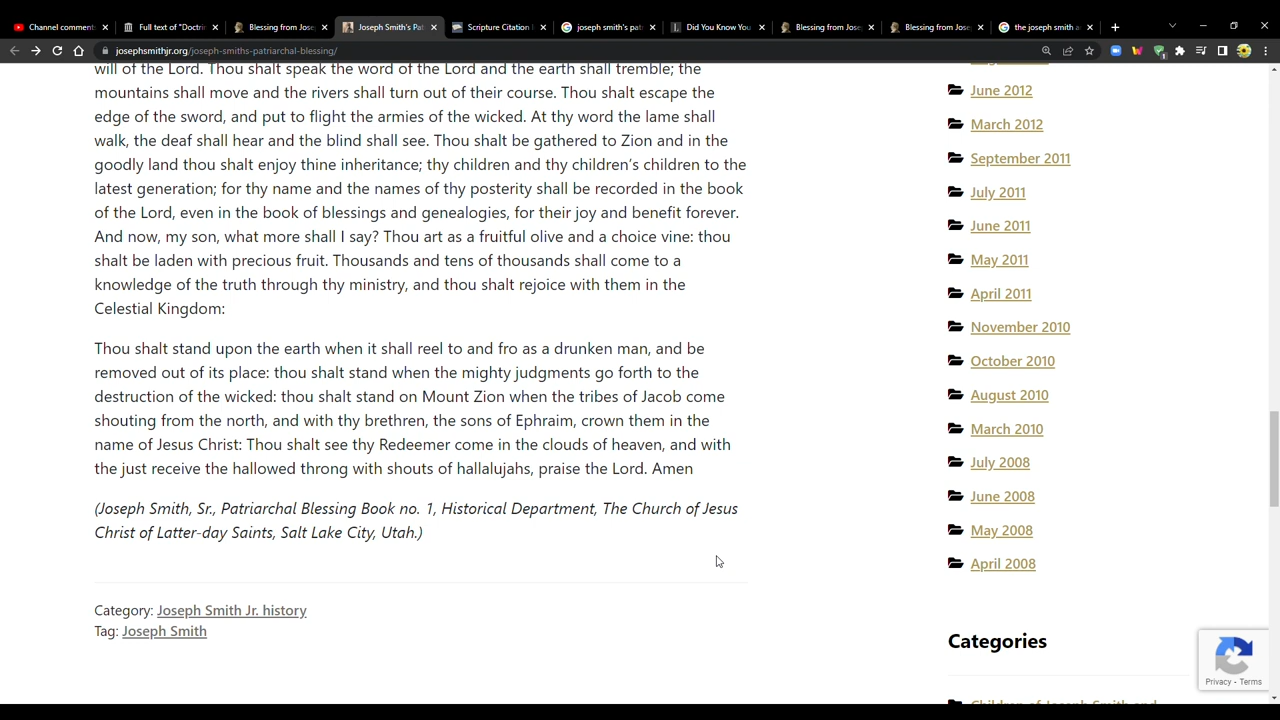 Channel comment
Full text of "Doctrin
Blessing from Jose
Joseph Smith's Pat
Scripture Citation I
joseph smith's pat
Did You Know You
Blessing from Jose
Blessing from Jose
the joseph smith a
josephsmithjr.org/joseph-smiths-patriarchal-blessing/
will of the Lord. Thou shalt speak the word of the Lord and the earth shall tremble; the
mountains shall move and the rivers shall turn out of their course. Thou shalt escape the
edge of the sword, and put to flight the armies of the wicked. At thy word the lame shall
walk, the deaf shall hear and the blind shall see. Thou shalt be gathered to Zion and in the
goodly land thou shalt enjoy thine inheritance; thy children and thy children's children to the
latest generation; for thy name and the names of thy posterity shall be recorded in the book
of the Lord, even in the book of blessings and genealogies, for their joy and benefit forever.
And now, my son, what more shall I say? Thou art as a fruitful olive and a choice vine: thou
shalt be laden with precious fruit. Thousands and tens of thousands shall come to a
knowledge of the truth through thy ministry, and thou shalt rejoice with them in the
Celestial Kingdom:
Thou shalt stand upon the earth when it shall reel to and fro as a drunken man, and be
removed out of its place: thou shalt stand when the mighty judgments go forth to the
destruction of the wicked: thou shalt stand on Mount Zion when the tribes of Jacob come
shouting from the north, and with thy brethren, the sons of Ephraim, crown them in the
name of Jesus Christ: Thou shalt see thy Redeemer come in the clouds of heaven, and with
the just receive the hallowed throng with shouts of hallalujahs, praise the Lord. Amen
(Joseph Smith, Sr., Patriarchal Blessing Book no. 1, Historical Department, The Church of Jesus
Christ of Latter-day Saints, Salt Lake City, Utah.)
Category: Joseph Smith Jr. history
Tag: Joseph Smith
June 2012
March 2012
September 2011
July 2011
June 2011
May 2011
April 2011
November 2010
October 2010
August 2010
March 2010
July 2008
June 2008
May 2008
April 2008
Categories
Children of Joseph Smith and
Privacy - Terms